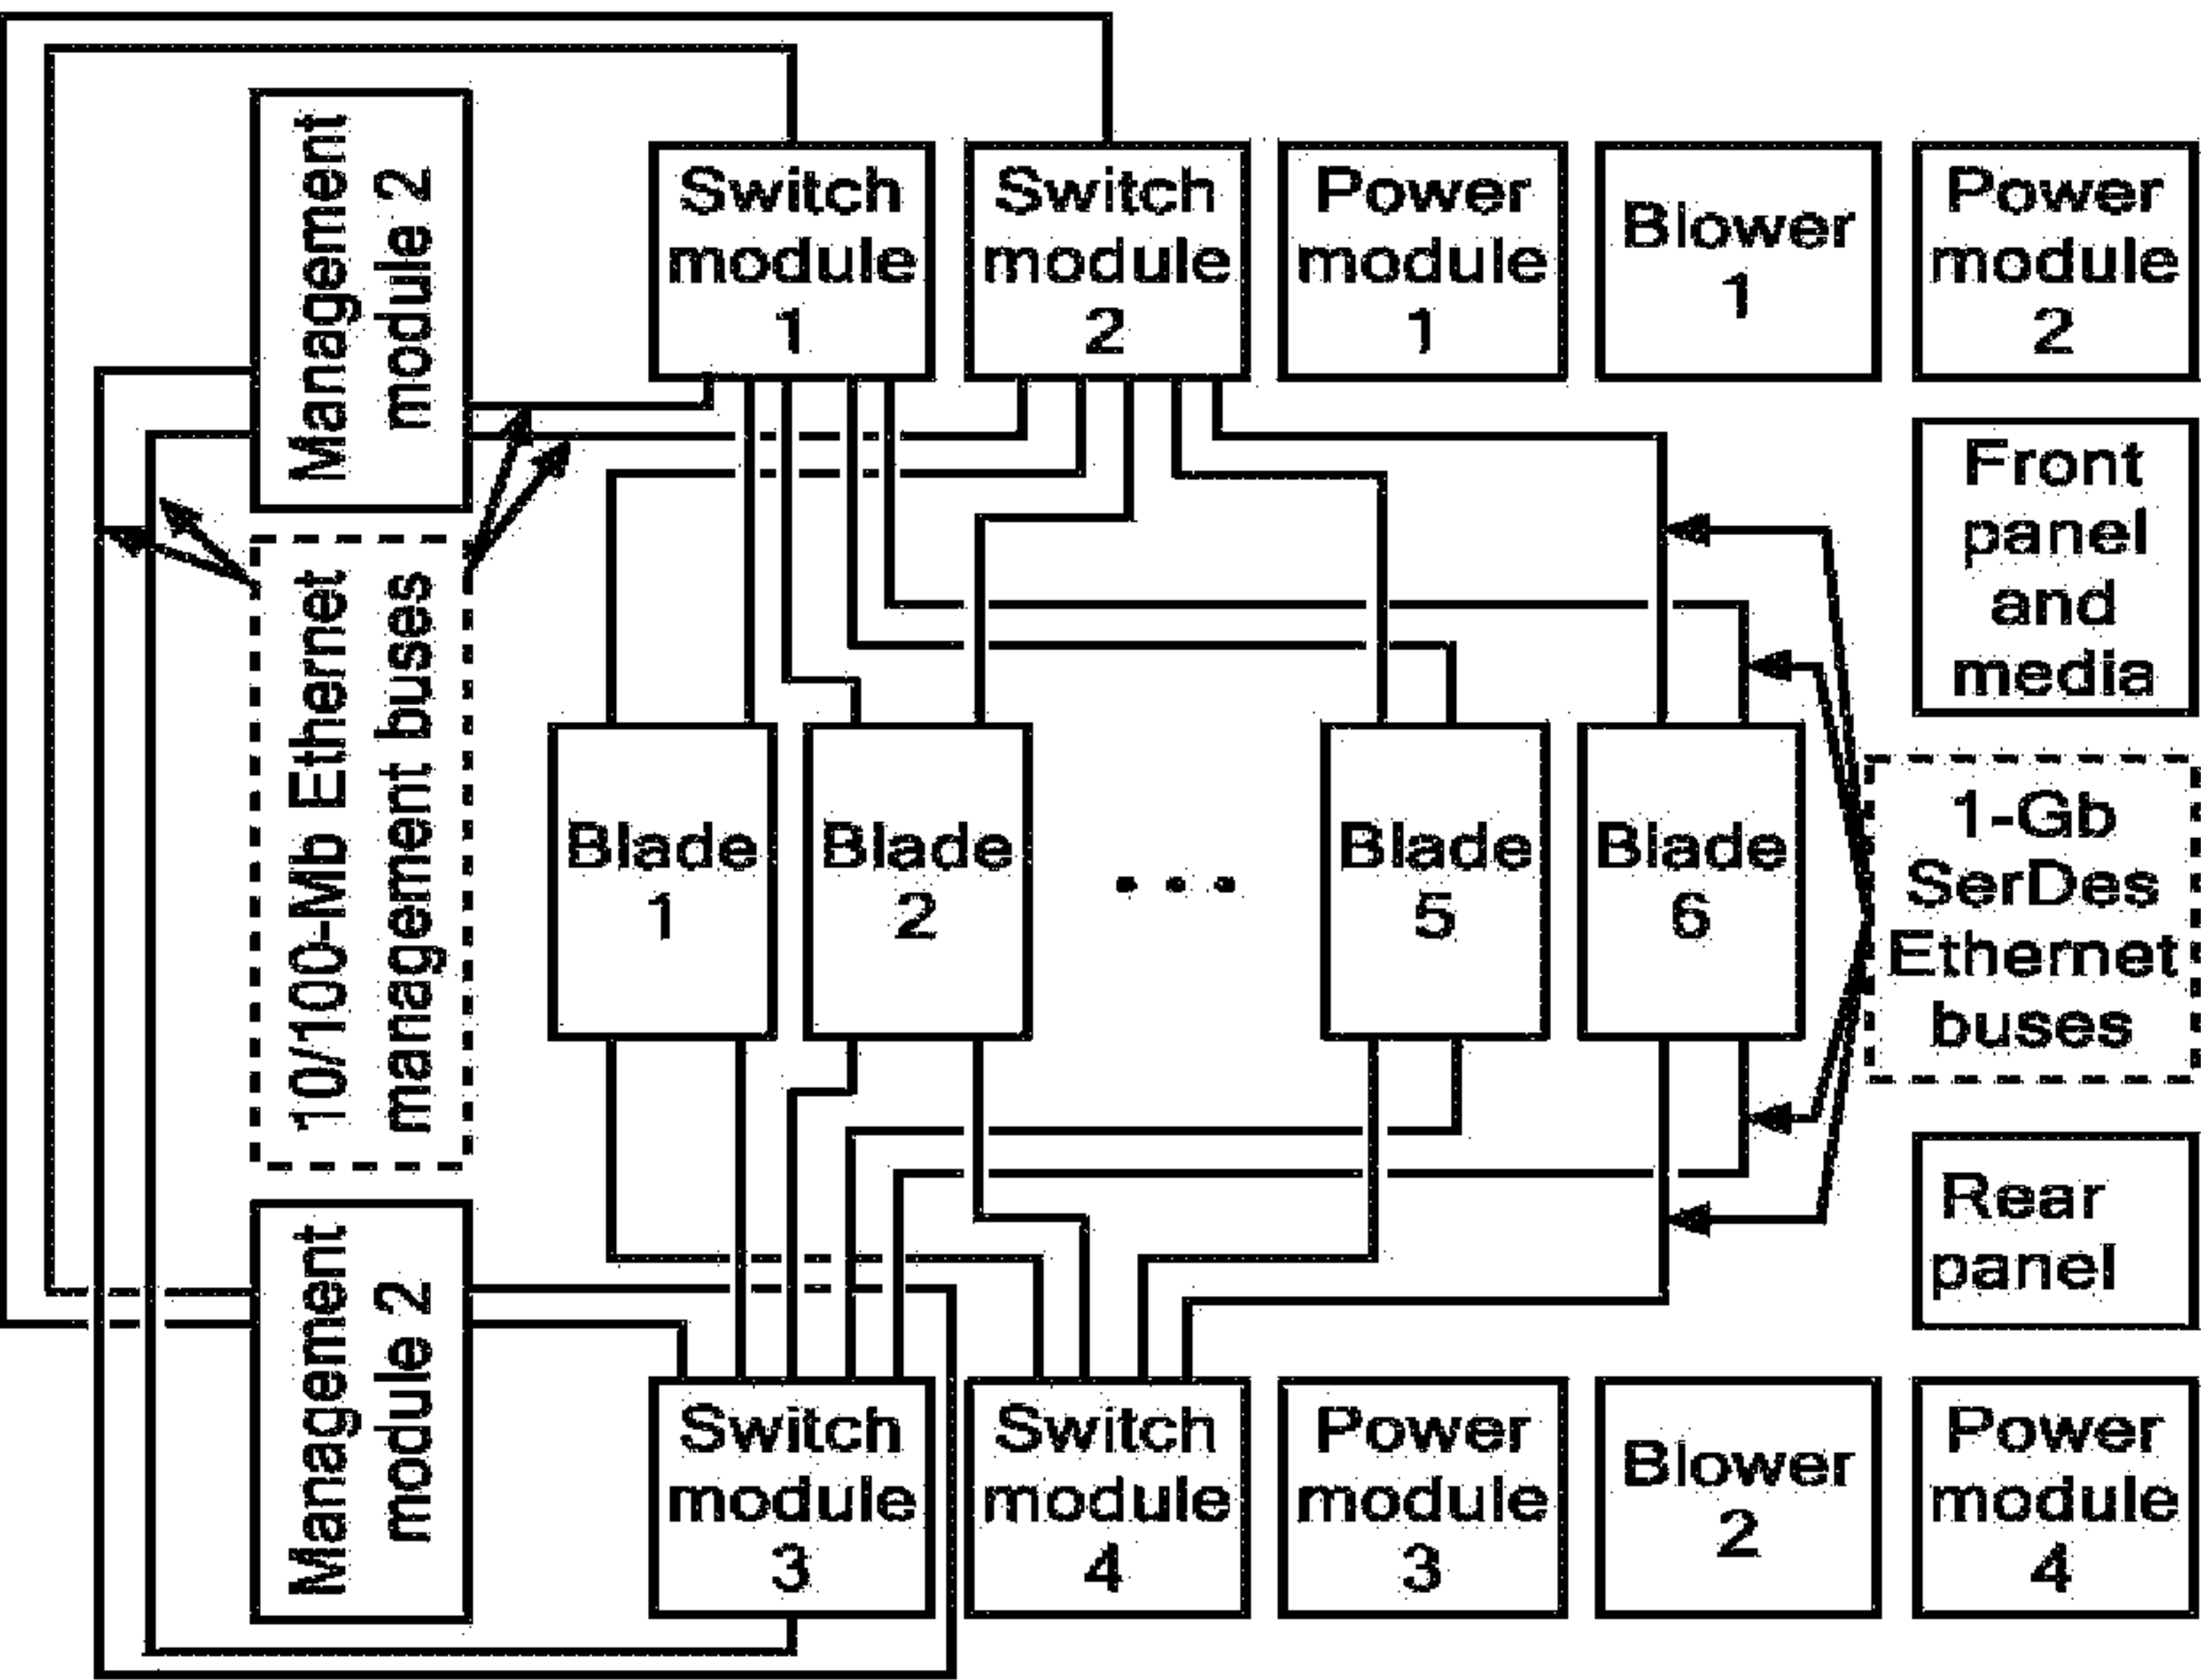 Management
module 2
Switch
module
1
Switch
module
2
Power
module
1
Blower
1
Power
module
2
Front
panel
and
media
10/100-Mb Ethernet
management buses
Blade
1
Blade
2
...
Blade
5
Blade
6
1-Gb
SerDes
Ethernet
buses
Rear
panel
Management
module 2
Switch
module
3
Switch
module
4
Power
module
3
Blower
2
Power
module
4